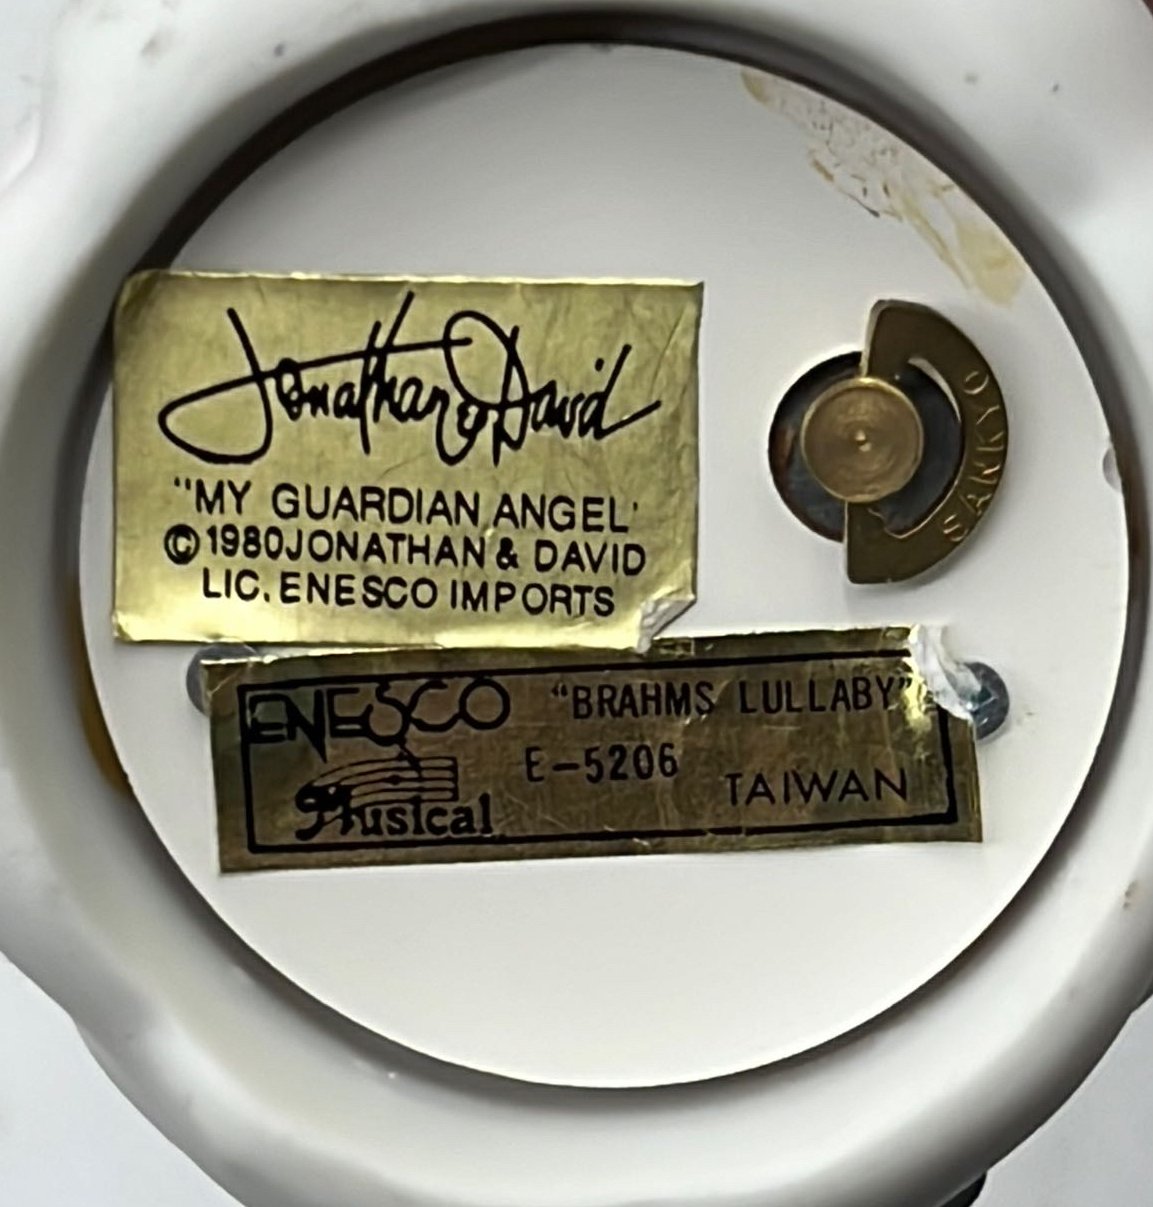 Jonathan & David
"MY GUARDIAN ANGEL'
© 1980 JONATHAN & DAVID
LIC. ENESCO IMPORTS
SANKYO
ENESCO "BRAHMS LULLABY"
Musical E-5206 TAIWAN